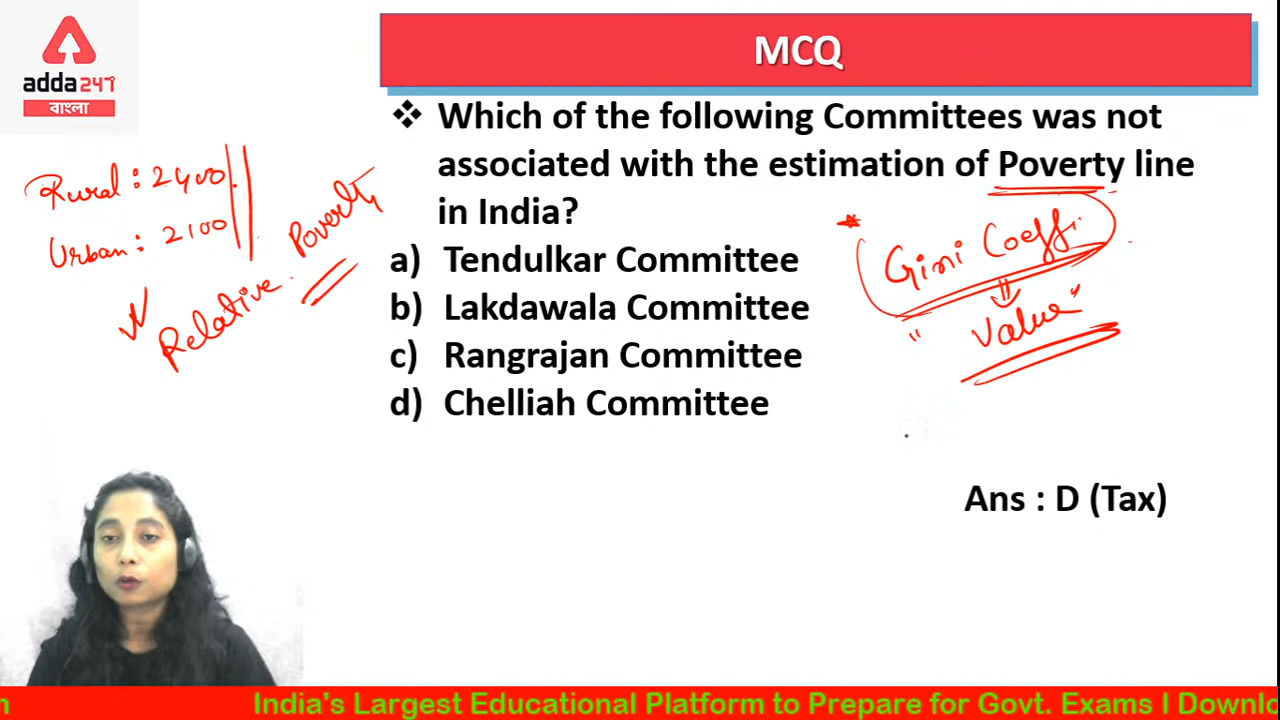 adda247
বাংলা
MCQ
❖ Which of the following Committees was not
associated with the estimation of Poverty line
in India?
a) Tendulkar Committee
b) Lakdawala Committee
c) Rangrajan Committee
d) Chelliah Committee
Ans : D (Tax)
Rural : 2400
Urban : 2100
Relative Poverty
* Gini Coeffi.
"Value"
m
India's Largest Educational Platform to Prepare for Govt. Exams I Downlo